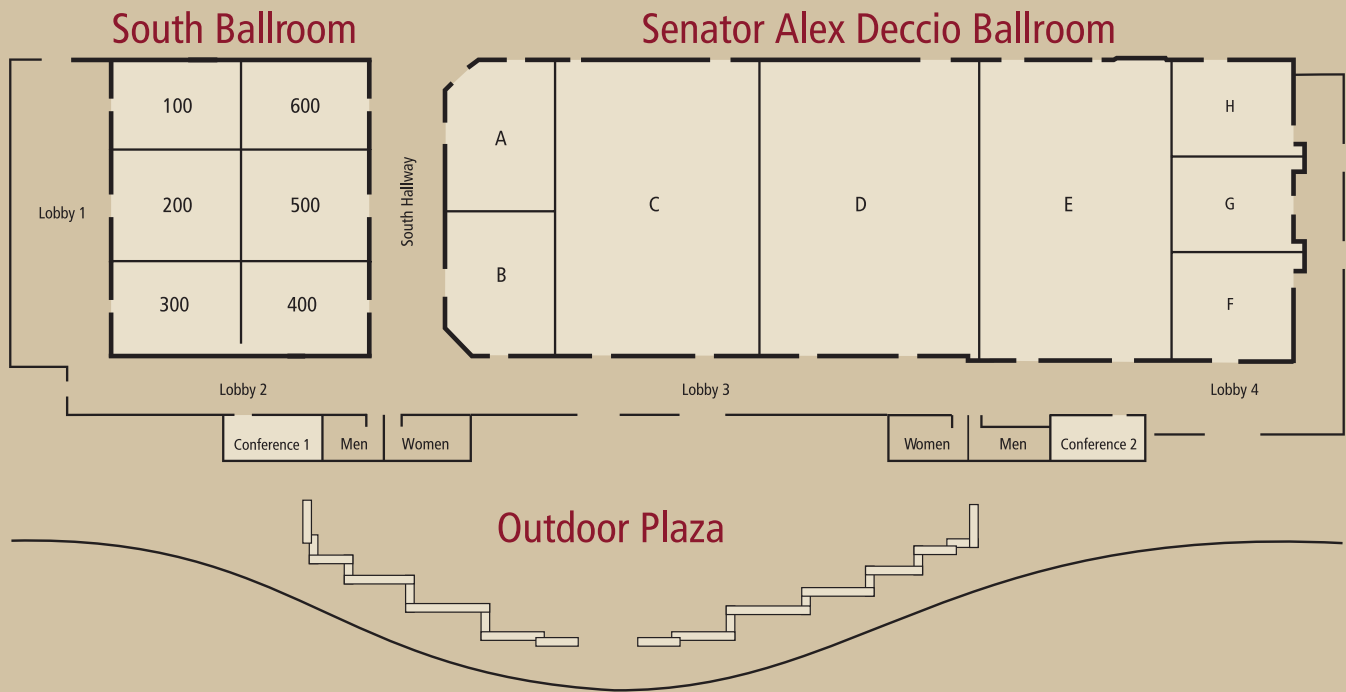 South Ballroom
Senator Alex Deccio Ballroom
100
600
A
H
Lobby 1
200
500
South Hallway
C
D
E
G
300
400
B
F
Lobby 2
Lobby 3
Lobby 4
Conference 1
Men
Women
Women
Men
Conference 2
Outdoor Plaza